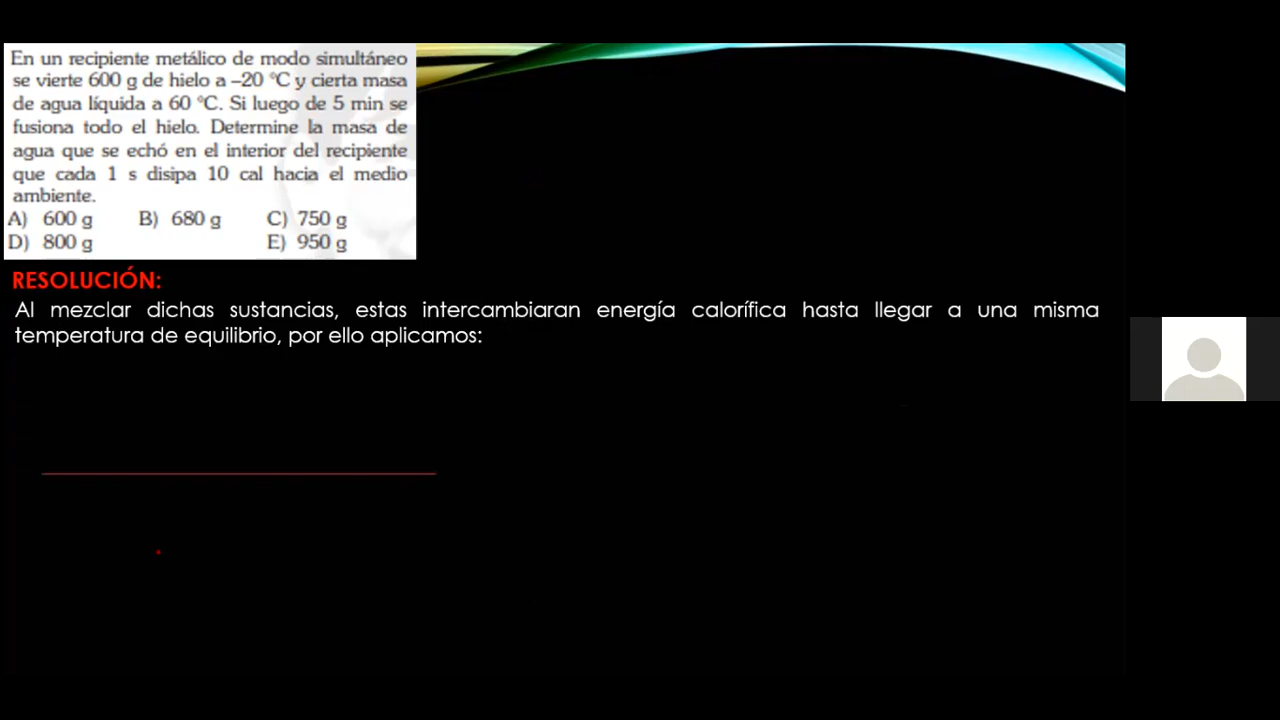 En un recipiente metálico de modo simultáneo
se vierte 600 g de hielo a –20 °C y cierta masa
de agua líquida a 60 °C. Si luego de 5 min se
fusiona todo el hielo. Determine la masa de
agua que se echó en el interior del recipiente
que cada 1 s disipa 10 cal hacia el medio
ambiente.
A) 600 g B) 680 g C) 750 g
D) 800 g E) 950 g
RESOLUCIÓN:
Al mezclar dichas sustancias, estas intercambiaran energía calorífica hasta llegar a una misma
temperatura de equilibrio, por ello aplicamos: